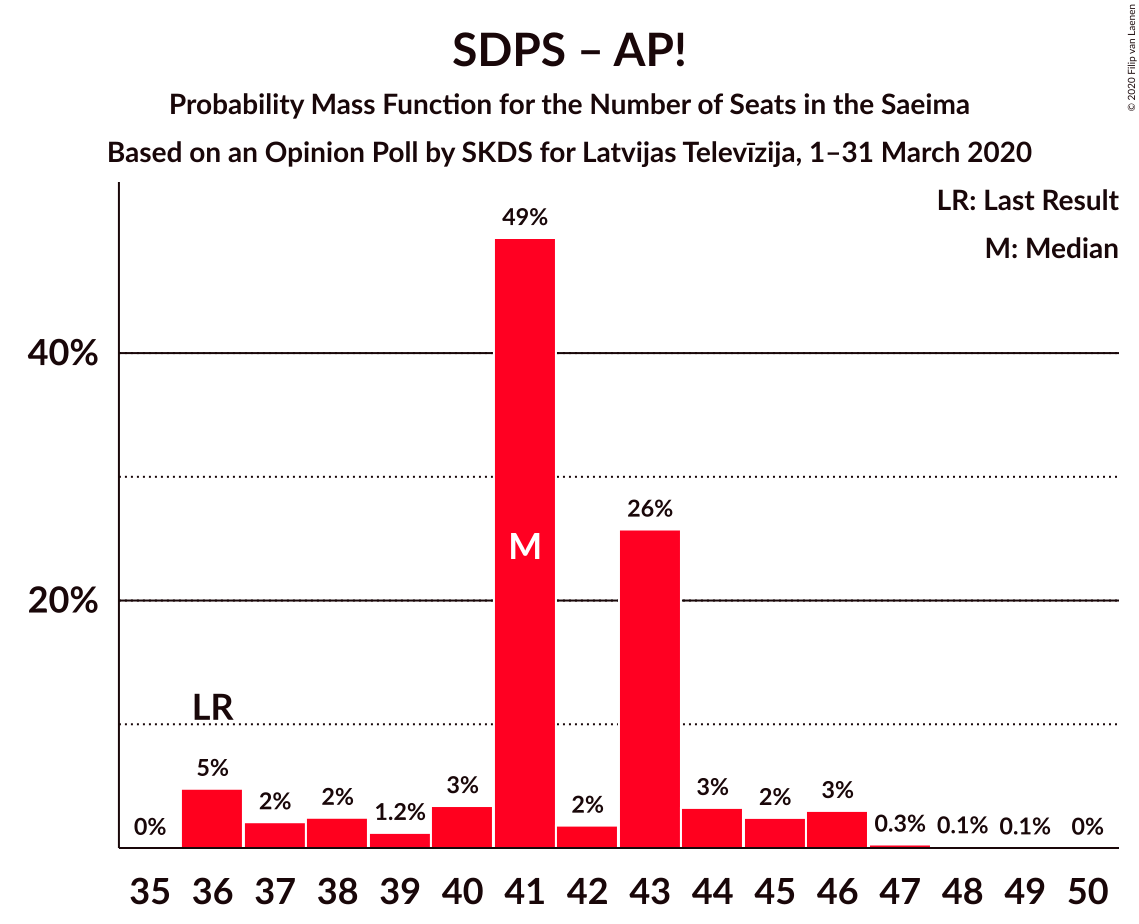 SDPS – AP!
Probability Mass Function for the Number of Seats in the Saeima
Based on an Opinion Poll by SKDS for Latvijas Televīzija, 1–31 March 2020
© 2020 Filip van Laenen
LR: Last Result
M: Median
40%
20%
0%
5%
2%
2%
1.2%
3%
49%
2%
26%
3%
2%
3%
0.3%
0.1%
0.1%
0%
LR
M
35 36 37 38 39 40 41 42 43 44 45 46 47 48 49 50